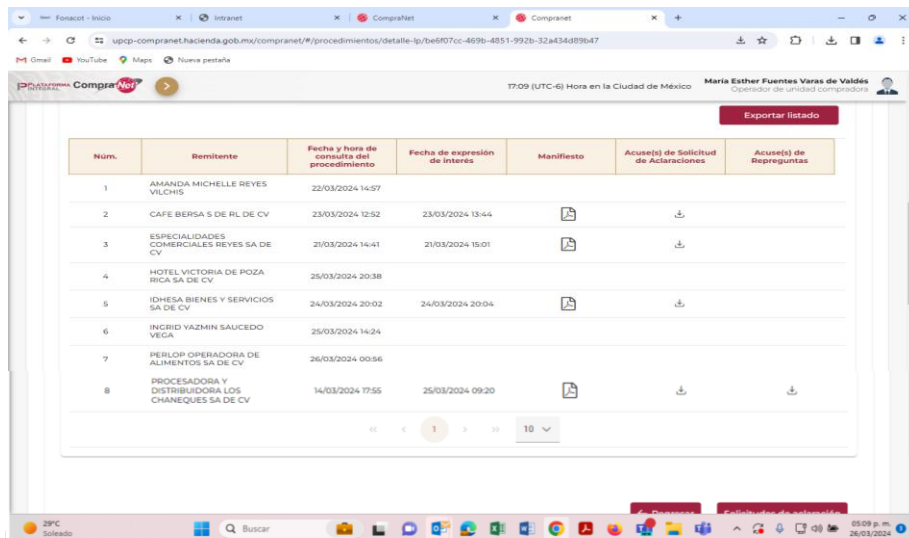 Fonacot - Inicio
Intranet
CompraNet
Compranet
upcp-compranet.hacienda.gob.mx/compranet/#/procedimientos/detalle-lp/be6f07cc-469b-4851-992b-32a434d89b47
Gmail YouTube Maps Nueva pestaña
PLATAFORMA INTEGRAL CompraNet
17:09 (UTC-6) Hora en la Ciudad de México
María Esther Fuentes Varas de Valdés
Operador de unidad compradora
Exportar listado
Núm. Remitente Fecha y hora de consulta del procedimiento Fecha de expresión de interés Manifiesto Acuse(s) de Solicitud de Aclaraciones Acuse(s) de Repreguntas
1 AMANDA MICHELLE REYES VILCHIS 22/03/2024 14:57
2 CAFE BERSA S DE RL DE CV 23/03/2024 12:52 23/03/2024 13:44
3 ESPECIALIDADES COMERCIALES REYES SA DE CV 21/03/2024 14:41 21/03/2024 15:01
4 HOTEL VICTORIA DE POZA RICA SA DE CV 25/03/2024 20:38
5 IDHESA BIENES Y SERVICIOS SA DE CV 24/03/2024 20:02 24/03/2024 20:04
6 INGRID YAZMIN SAUCEDO VEGA 25/03/2024 14:24
7 PERLOP OPERADORA DE ALIMENTOS SA DE CV 26/03/2024 00:56
8 PROCESADORA Y DISTRIBUIDORA LOS CHANEQUES SA DE CV 14/03/2024 17:55 25/03/2024 09:20
<< < 1 > >> 10
Regresar
Solicitudes de aclaración
29°C
Soleado
Buscar
05:09 p. m.
26/03/2024